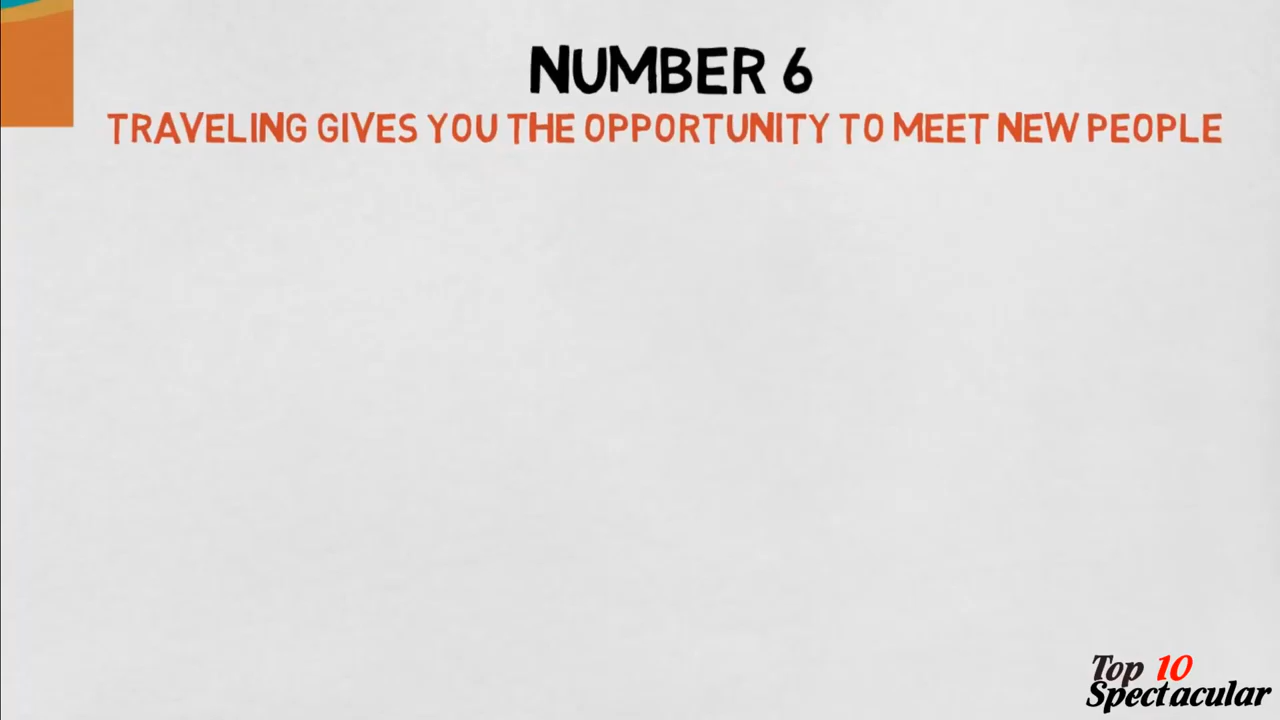 NUMBER 6
TRAVELING GIVES YOU THE OPPORTUNITY TO MEET NEW PEOPLE
Top 10
Spectacular